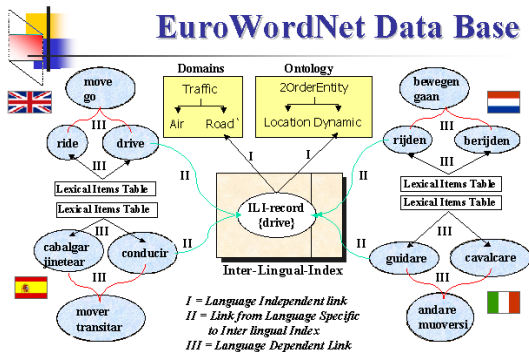 EuroWordNet Data Base
Domains
Ontology
Traffic
Air Road`
2OrderEntity
Location Dynamic
move
go
III
ride
drive
III
Lexical Items Table
Lexical Items Table
III
cabalgar
jinetear
conducir
III
mover
transitar
I
I
II
II
II
II
ILI-record
{drive}
Inter-Lingual-Index
bewegen
gaan
III
rijden
berijden
III
Lexical Items Table
Lexical Items Table
III
guidare
cavalcare
III
andare
muoversi
I = Language Independent link
II = Link from Language Specific
to Inter lingual Index
III = Language Dependent Link